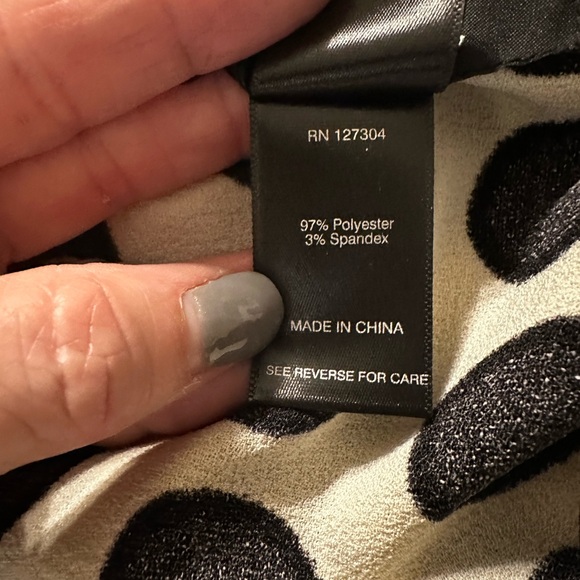 RN 127304
97% Polyester
3% Spandex
MADE IN CHINA
SEE REVERSE FOR CARE